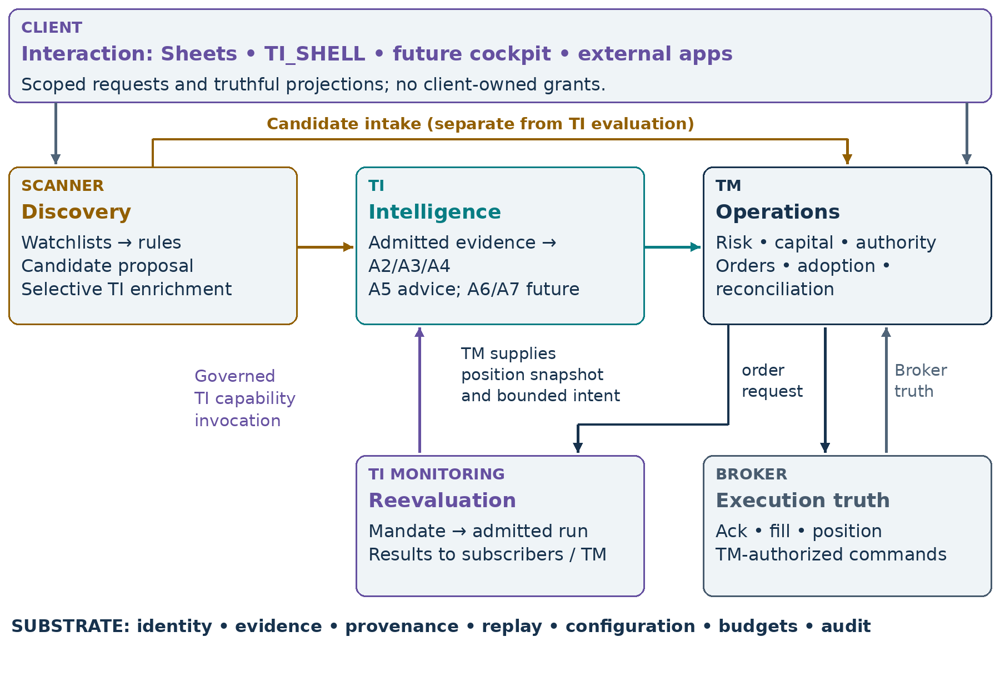 CLIENT
Interaction: Sheets • TI_SHELL • future cockpit • external apps
Scoped requests and truthful projections; no client-owned grants.
Candidate intake (separate from TI evaluation)
SCANNER
Discovery
Watchlists → rules
Candidate proposal
Selective TI enrichment
TI
Intelligence
Admitted evidence →
A2/A3/A4
A5 advice; A6/A7 future
TM
Operations
Risk • capital • authority
Orders • adoption •
reconciliation
Governed
TI capability
invocation
TM supplies
position snapshot
and bounded intent
order
request
Broker
truth
TI MONITORING
Reevaluation
Mandate → admitted run
Results to subscribers / TM
BROKER
Execution truth
Ack • fill • position
TM-authorized commands
SUBSTRATE: identity • evidence • provenance • replay • configuration • budgets • audit